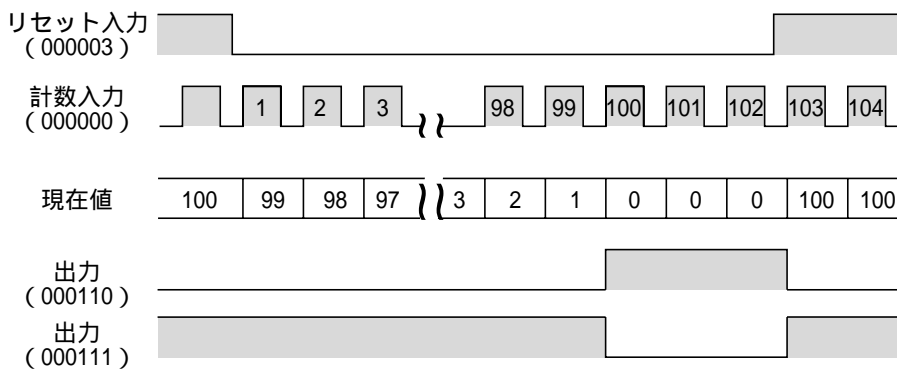 リセット入力
(000003)
計数入力
(000000)
1 2 3 98 99 100 101 102 103 104
現在値 100 99 98 97 3 2 1 0 0 0 100 100
出力
(000110)
出力
(000111)